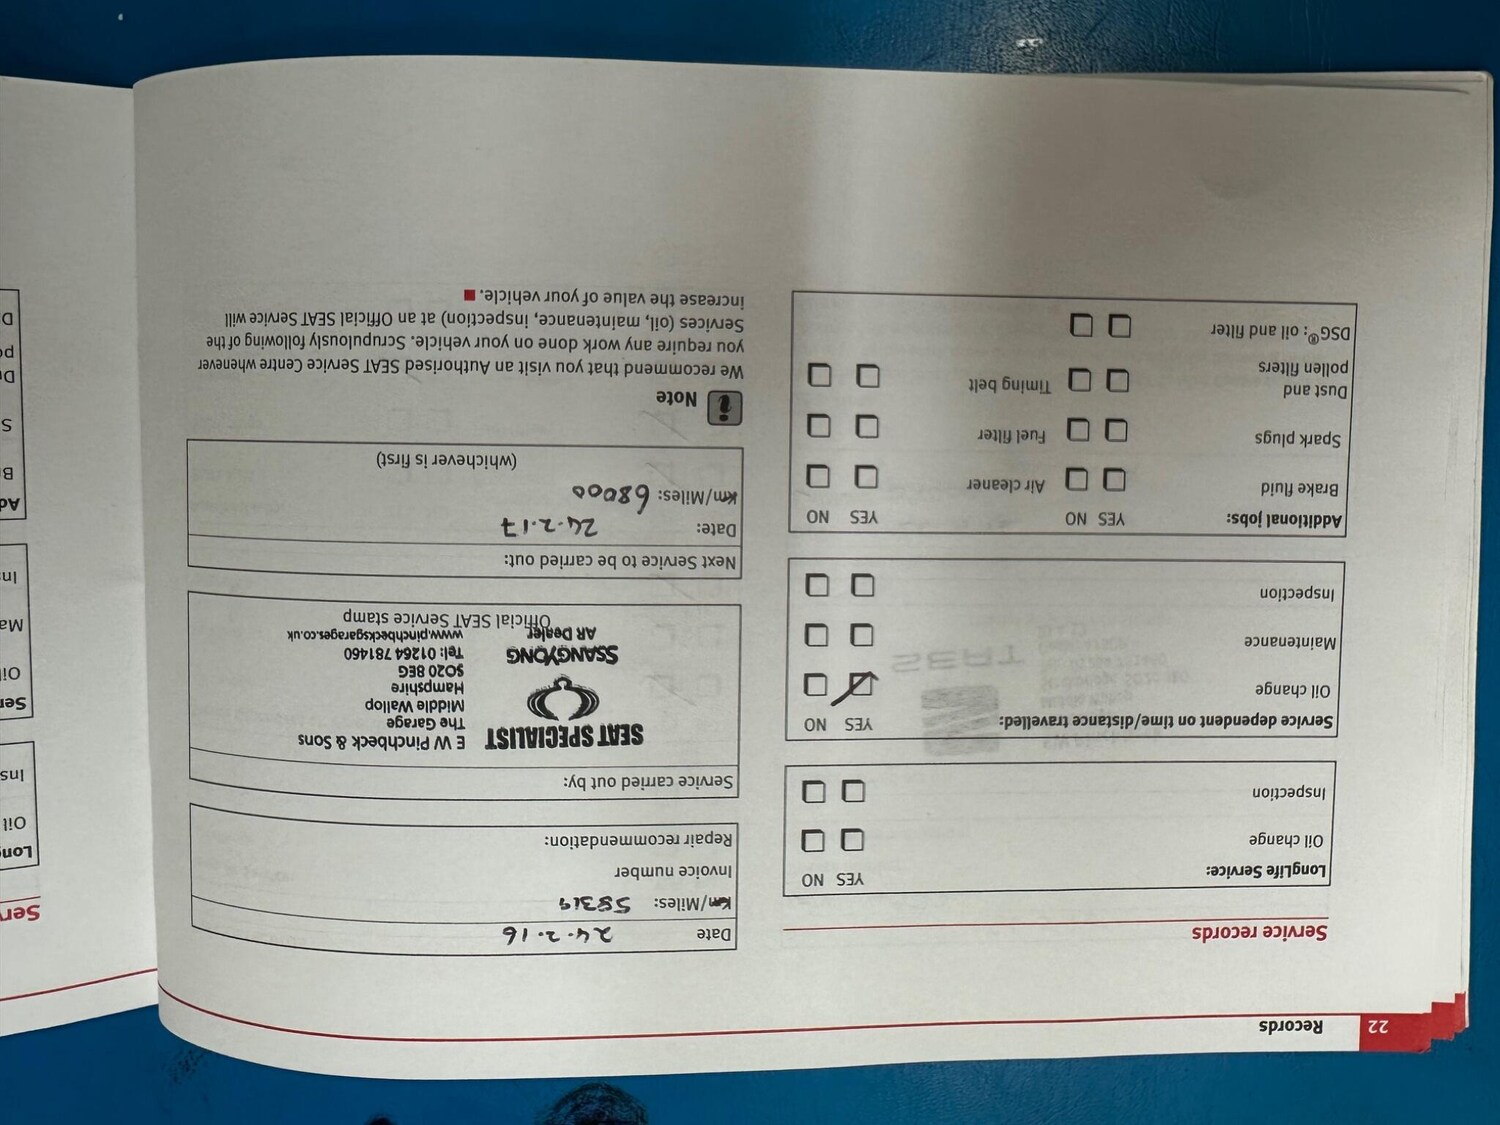 22 Records
Service records
LongLife Service: YES NO
Oil change
Inspection
Service dependent on time/distance travelled: YES NO
Oil change
Maintenance
Inspection
Additional jobs: YES NO YES NO
Brake fluid Air cleaner
Spark plugs Fuel filter
Dust and
pollen filters Timing belt
DSG®: oil and filter
Date 24.2.16
Km/Miles: 58319
Invoice number
Repair recommendation:
Service carried out by:
SEAT SPECIALIST
SSANGYONG
AR Dealer
E W Pinchbeck & Sons
The Garage
Middle Wallop
Hampshire
SO20 8EG
Tel: 01264 781460
www.pinchbecksgarages.co.uk
Official SEAT Service stamp
Next Service to be carried out:
Date: 24.2.17
Km/Miles: 68000
(whichever is first)
i Note
We recommend that you visit an Authorised SEAT Service Centre whenever
you require any work done on your vehicle. Scrupulously following of the
Services (oil, maintenance, inspection) at an Official SEAT Service will
increase the value of your vehicle.